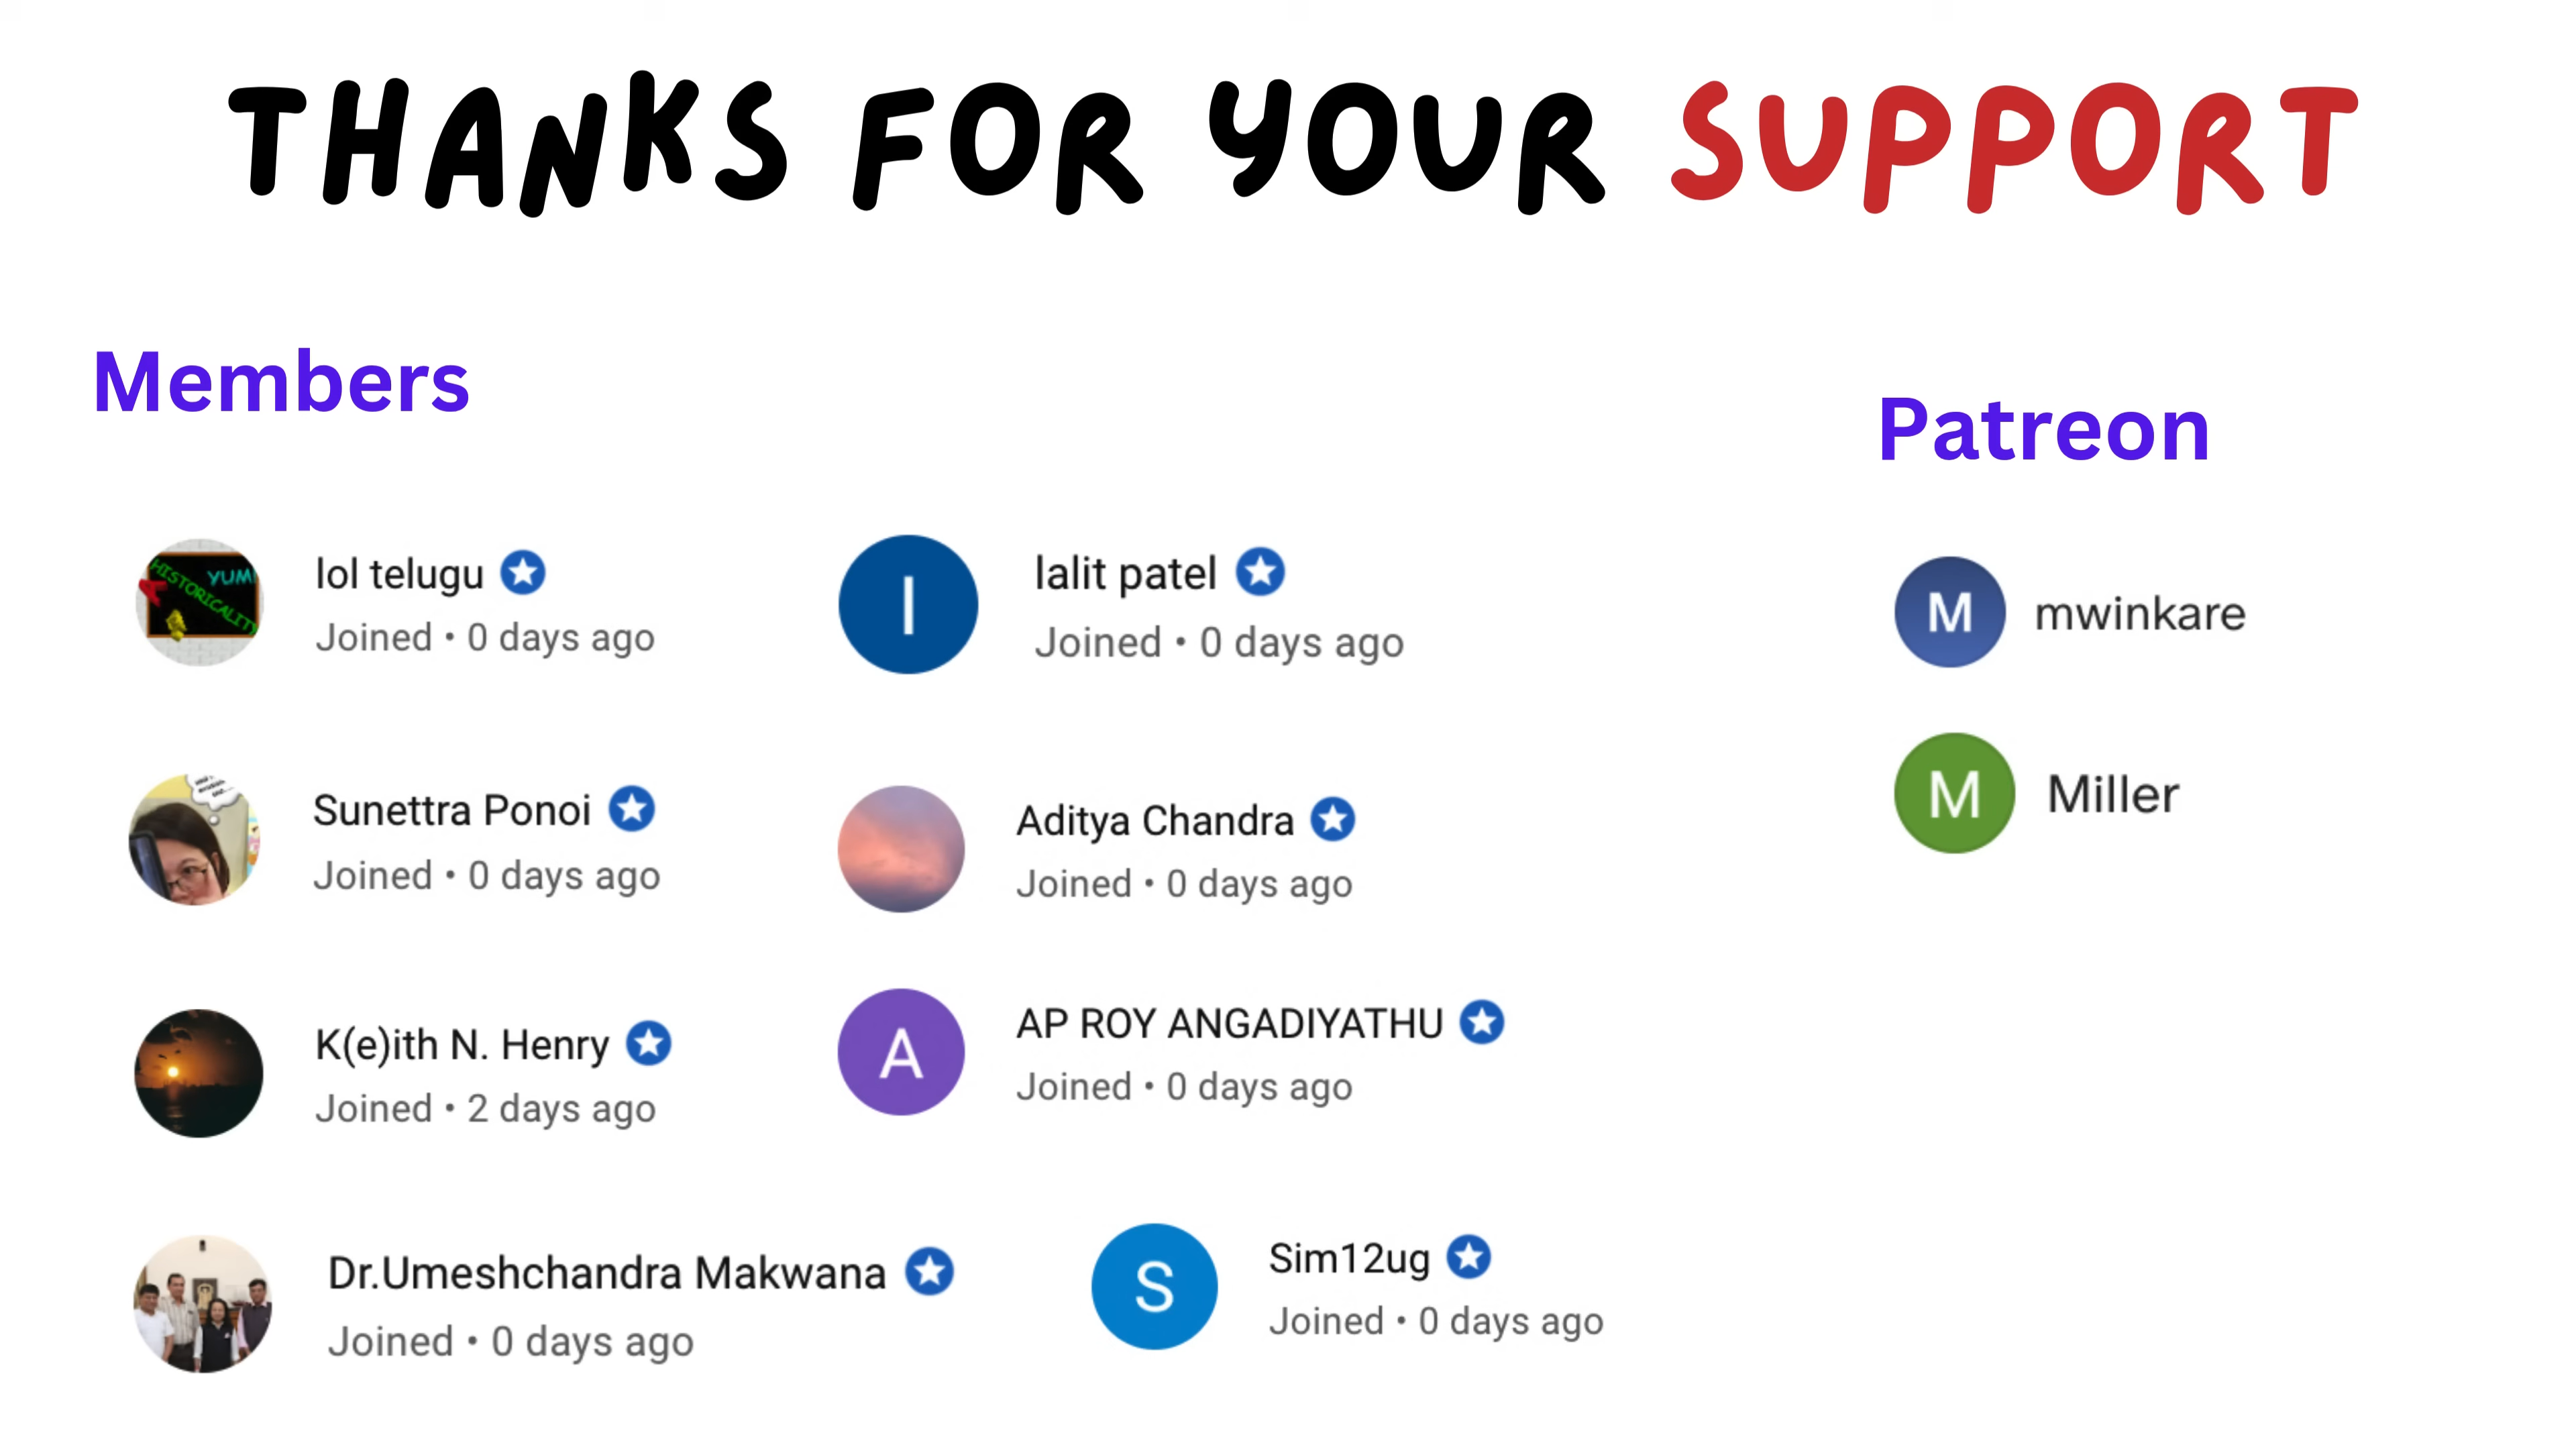 THANKS FOR YOUR SUPPORT
Members
Patreon
HISTORICALITY
YUM
lol telugu
Joined • 0 days ago
l
lalit patel
Joined • 0 days ago
M
mwinkare
Sunettra Ponoi
Joined • 0 days ago
Aditya Chandra
Joined • 0 days ago
M
Miller
K(e)ith N. Henry
Joined • 2 days ago
A
AP ROY ANGADIYATHU
Joined • 0 days ago
Dr.Umeshchandra Makwana
Joined • 0 days ago
S
Sim12ug
Joined • 0 days ago